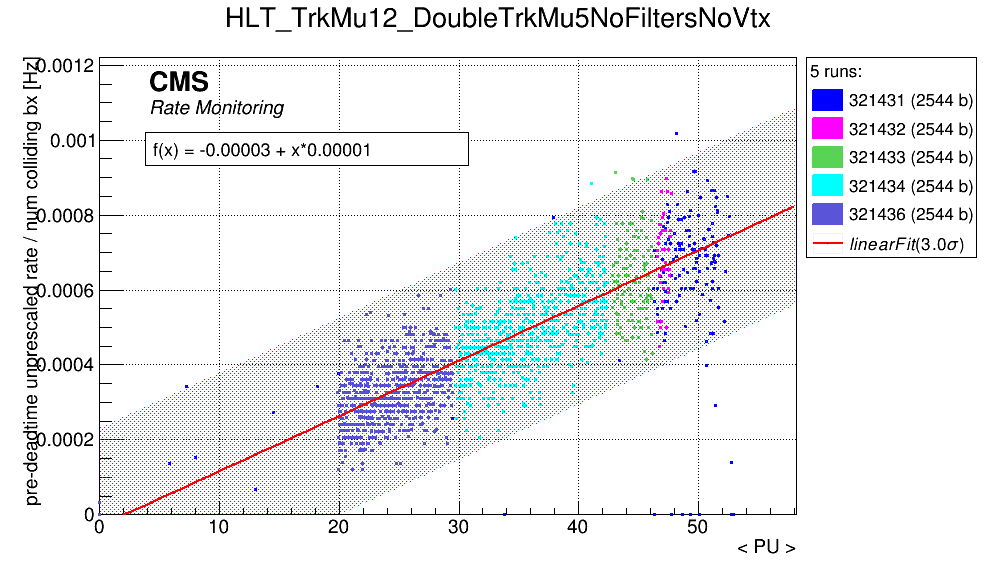 HLT_TrkMu12_DoubleTrkMu5NoFiltersNoVtx
pre-deadtime unprescaled rate / num colliding bx [Hz]
0.0012
0.001
0.0008
0.0006
0.0004
0.0002
0
CMS
Rate Monitoring
f(x) = -0.00003 + x*0.00001
0 10 20 30 40 50
< PU >
5 runs:
321431 (2544 b)
321432 (2544 b)
321433 (2544 b)
321434 (2544 b)
321436 (2544 b)
linearFit(3.0σ)